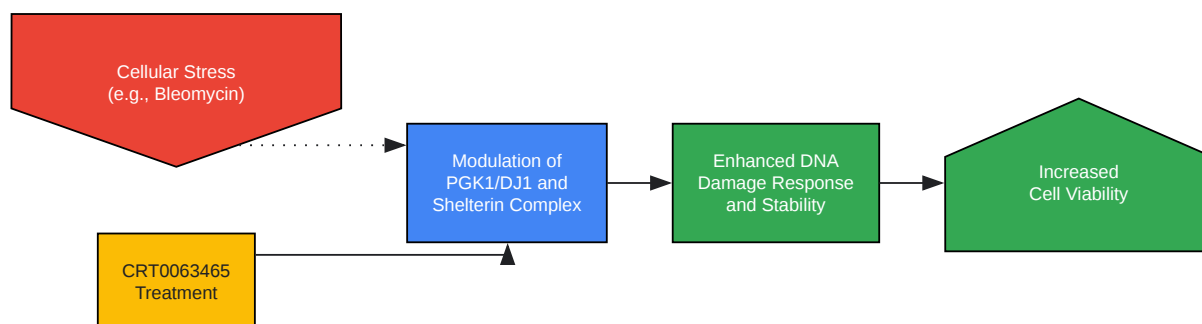 Cellular Stress
(e.g., Bleomycin)
Modulation of
PGK1/DJ1 and
Shelterin Complex
Enhanced DNA
Damage Response
and Stability
Increased
Cell Viability
CRT0063465
Treatment